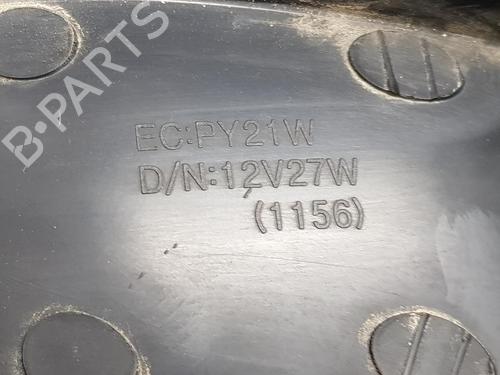 B-PARTS
EC:PY21W
D/N:12V27W
(1156)